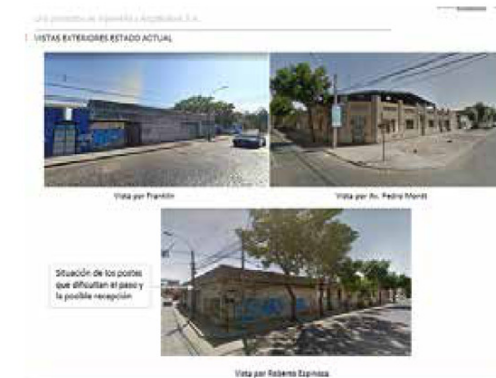 VISTAS EXTERIORES ESTADO ACTUAL
Vista por Franklin
Vista por Av. Pedro Montt
Situación de los postes
que dificultan el paso y
la posible recepción
Vista por Roberto Espinoza